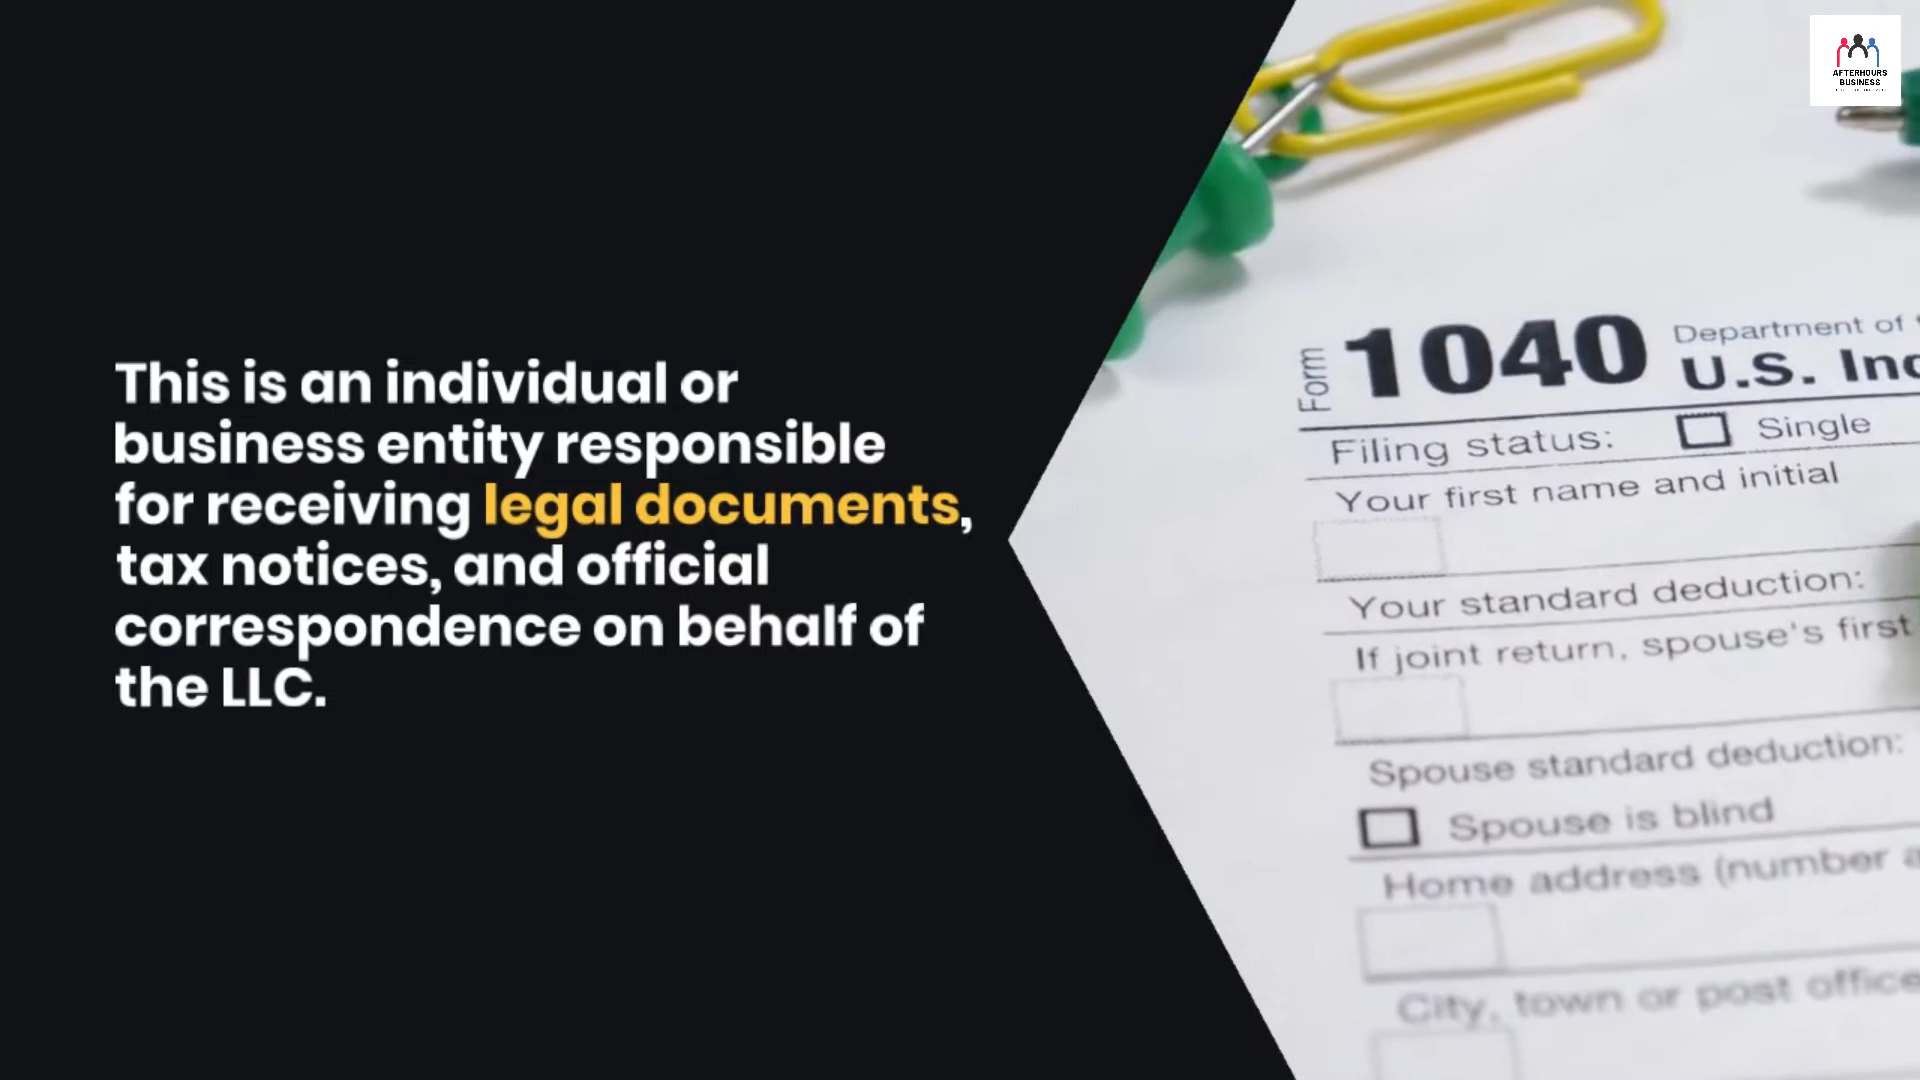 This is an individual or
business entity responsible
for receiving legal documents,
tax notices, and official
correspondence on behalf of
the LLC.
AFTERHOURS
BUSINESS
Form 1040
Department of
U.S. Ind
Filing status: Single
Your first name and initial
Your standard deduction:
If joint return, spouse's first
Spouse standard deduction:
Spouse is blind
Home address (number a
City, town or post office